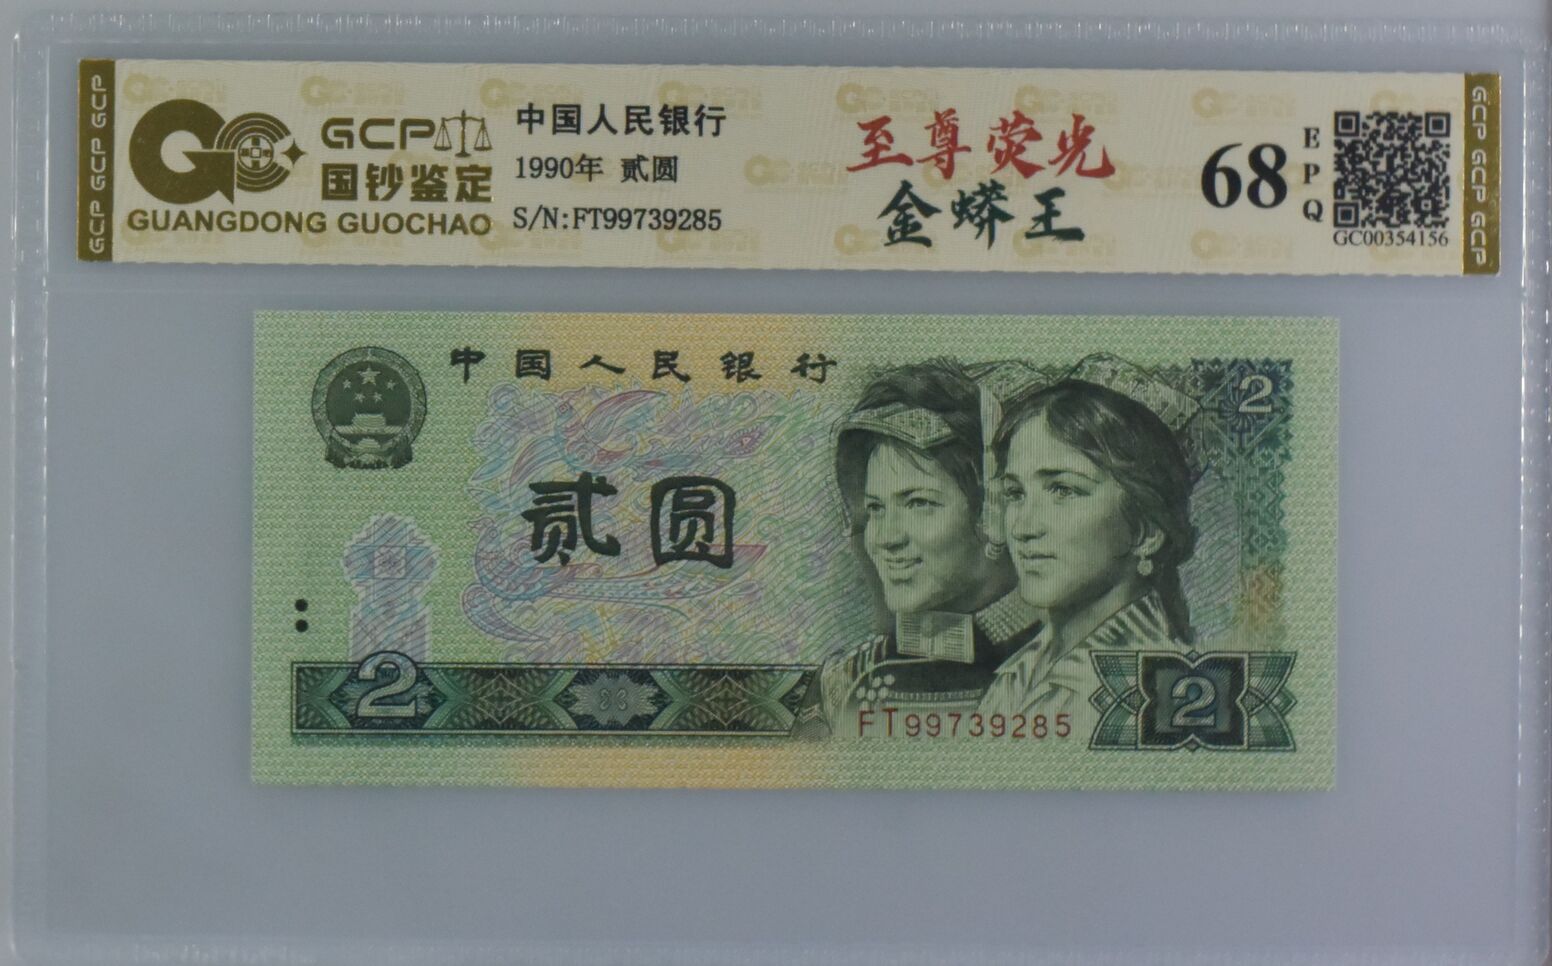 GCP GCP GCP
GCP
国钞鉴定
GUANGDONG GUOCHAO
中国人民银行
1990年 贰圆
S/N:FT99739285
至尊荧光
金蟒王
68
EPQ
GC00354156
GCP GCP GCP
中国人民银行
2
贰圆
2
FT99739285
2